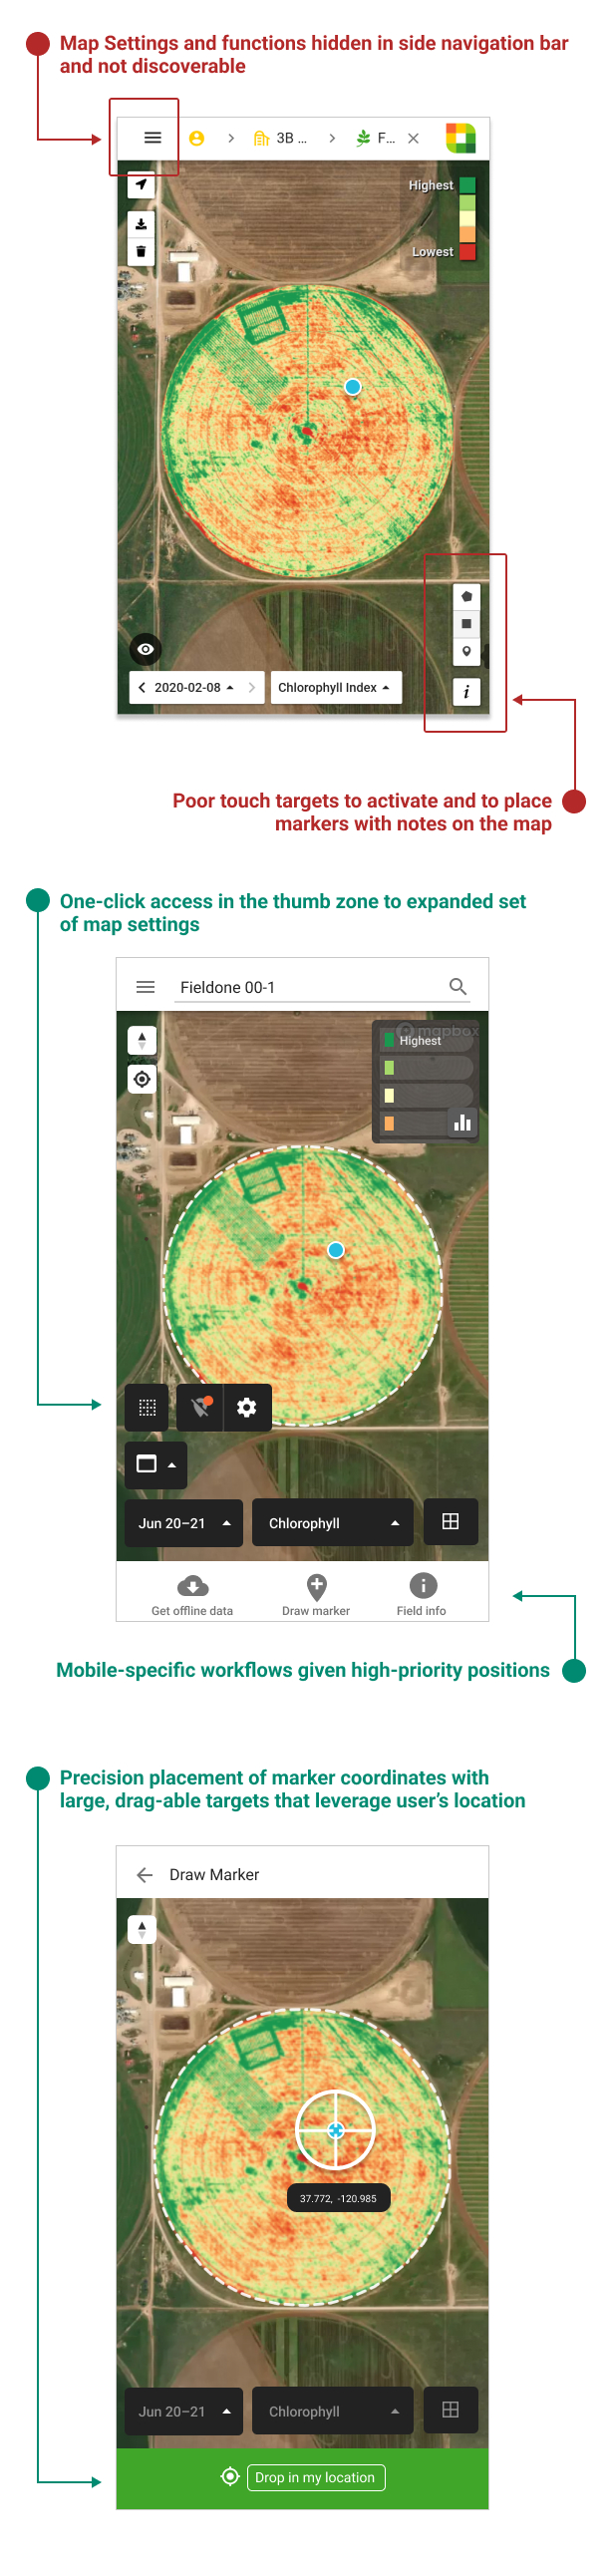 Map Settings and functions hidden in side navigation bar
and not discoverable
3B ...
F...
Highest
Lowest
2020-02-08
Chlorophyll Index
i
Poor touch targets to activate and to place
markers with notes on the map
One-click access in the thumb zone to expanded set
of map settings
Fieldone 00-1
mapbox
Highest
Jun 20–21
Chlorophyll
Get offline data
Draw marker
Field info
Mobile-specific workflows given high-priority positions
Precision placement of marker coordinates with
large, drag-able targets that leverage user's location
Draw Marker
37.772, -120.985
Jun 20–21
Chlorophyll
Drop in my location